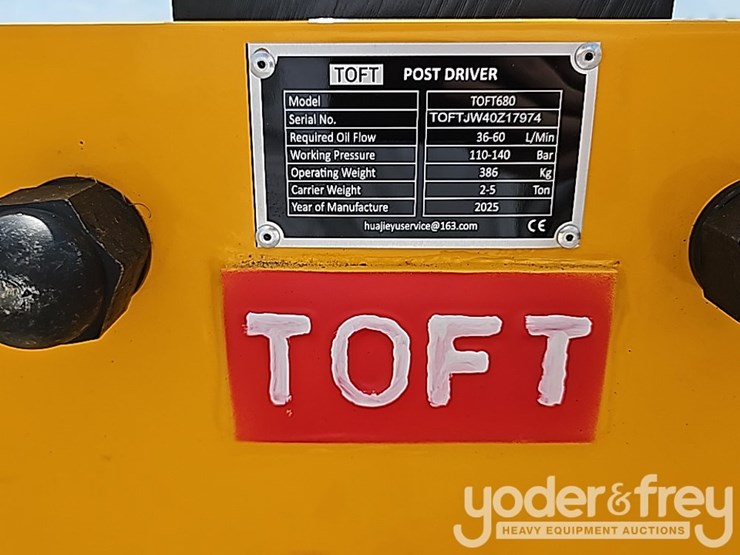 TOFT POST DRIVER
Model TOFT680
Serial No. TOFTJW40Z17974
Required Oil Flow 36-60 L/Min
Working Pressure 110-140 Bar
Operating Weight 386 Kg
Carrier Weight 2-5 Ton
Year of Manufacture 2025
huajieyuservice@163.com CE
TOFT
yoder&frey
HEAVY EQUIPMENT AUCTIONS